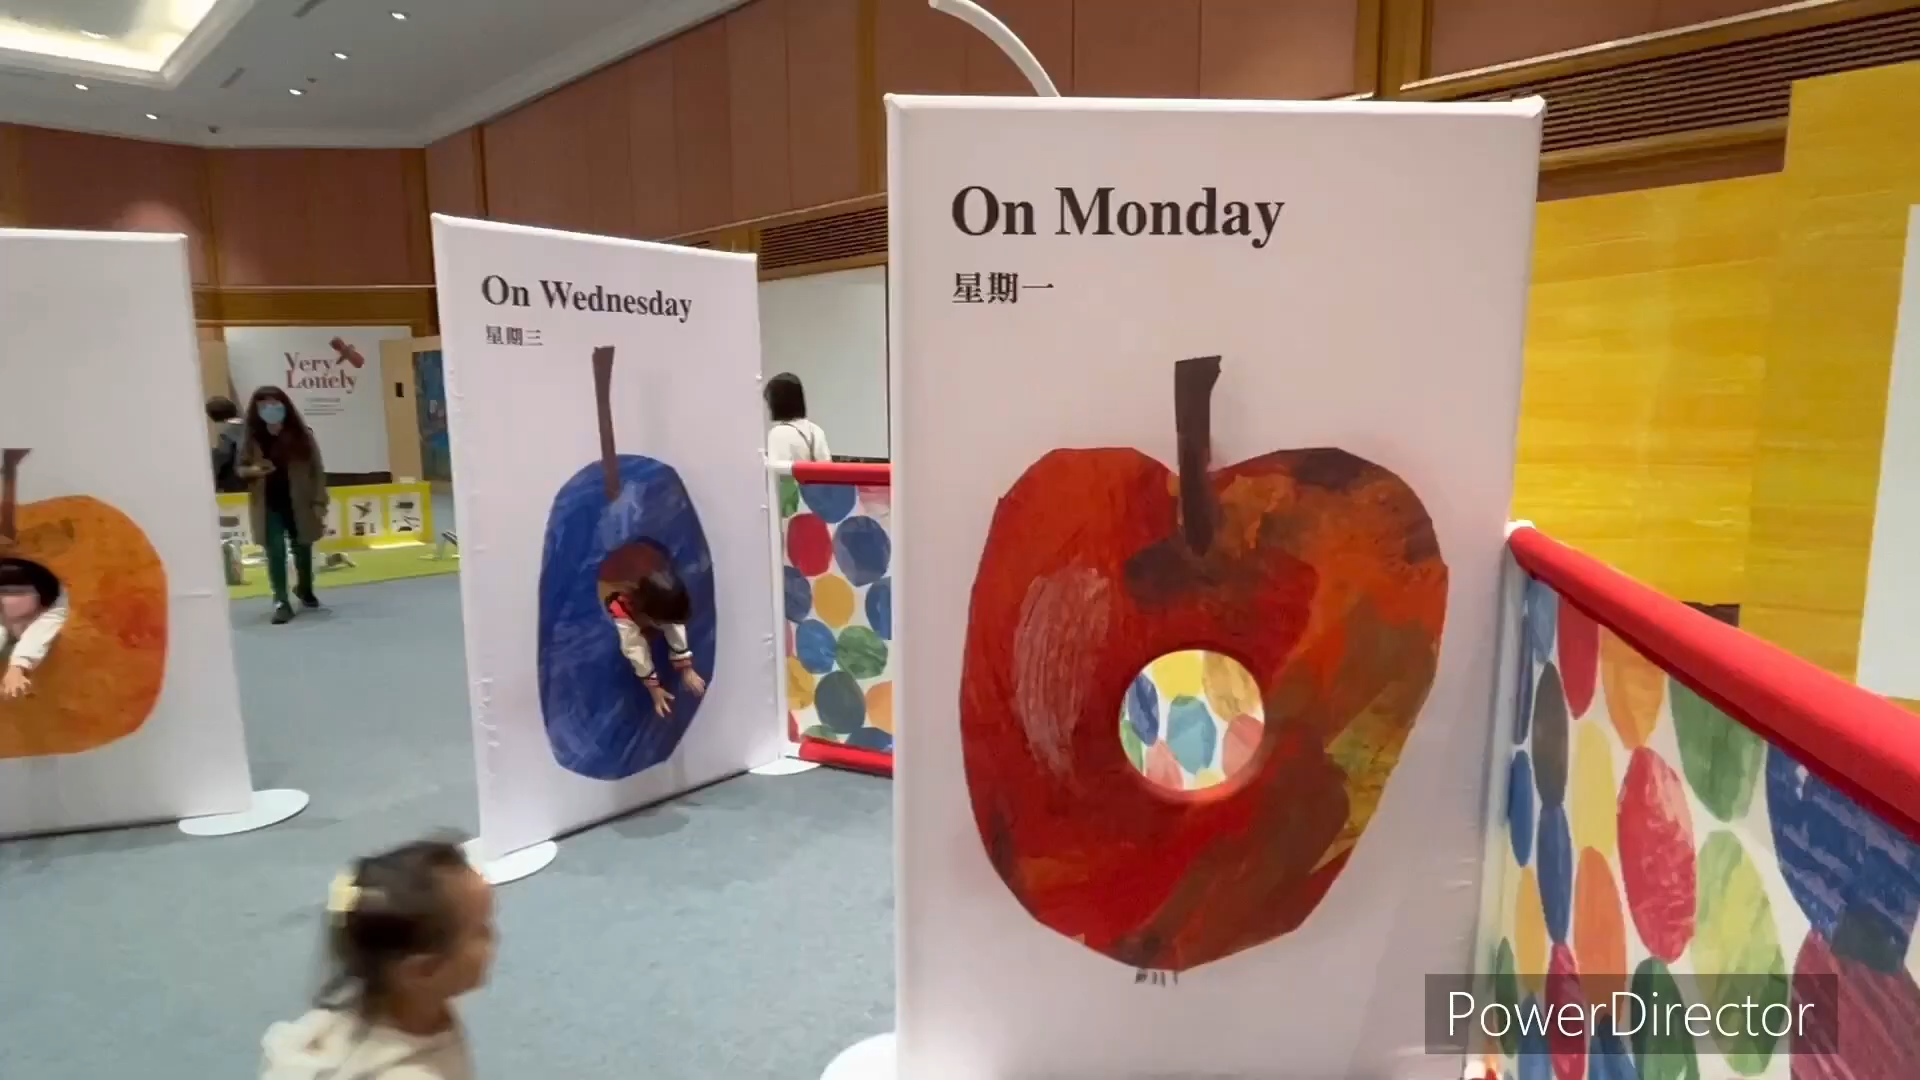 On Monday
星期一
On Wednesday
星期三
Very
Lonely
PowerDirector